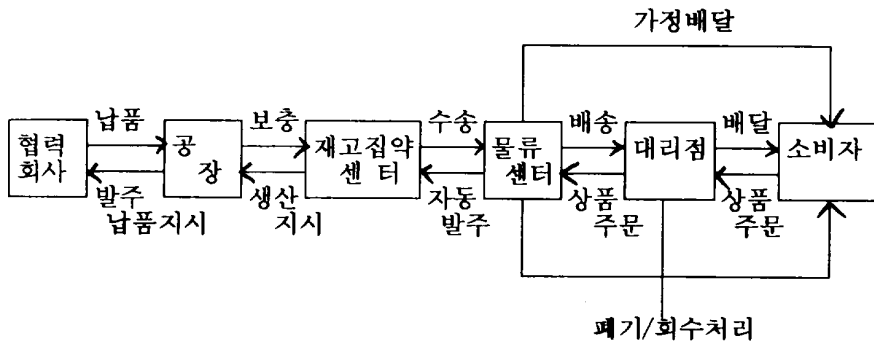 가정배달
납품
보충
수송
배송
배달
협력
회사
공
장
재고집약
센 터
물류
센터
대리점
소비자
발주
납품지시
생산
지시
자동
발주
상품
주문
상품
주문
폐기/회수처리